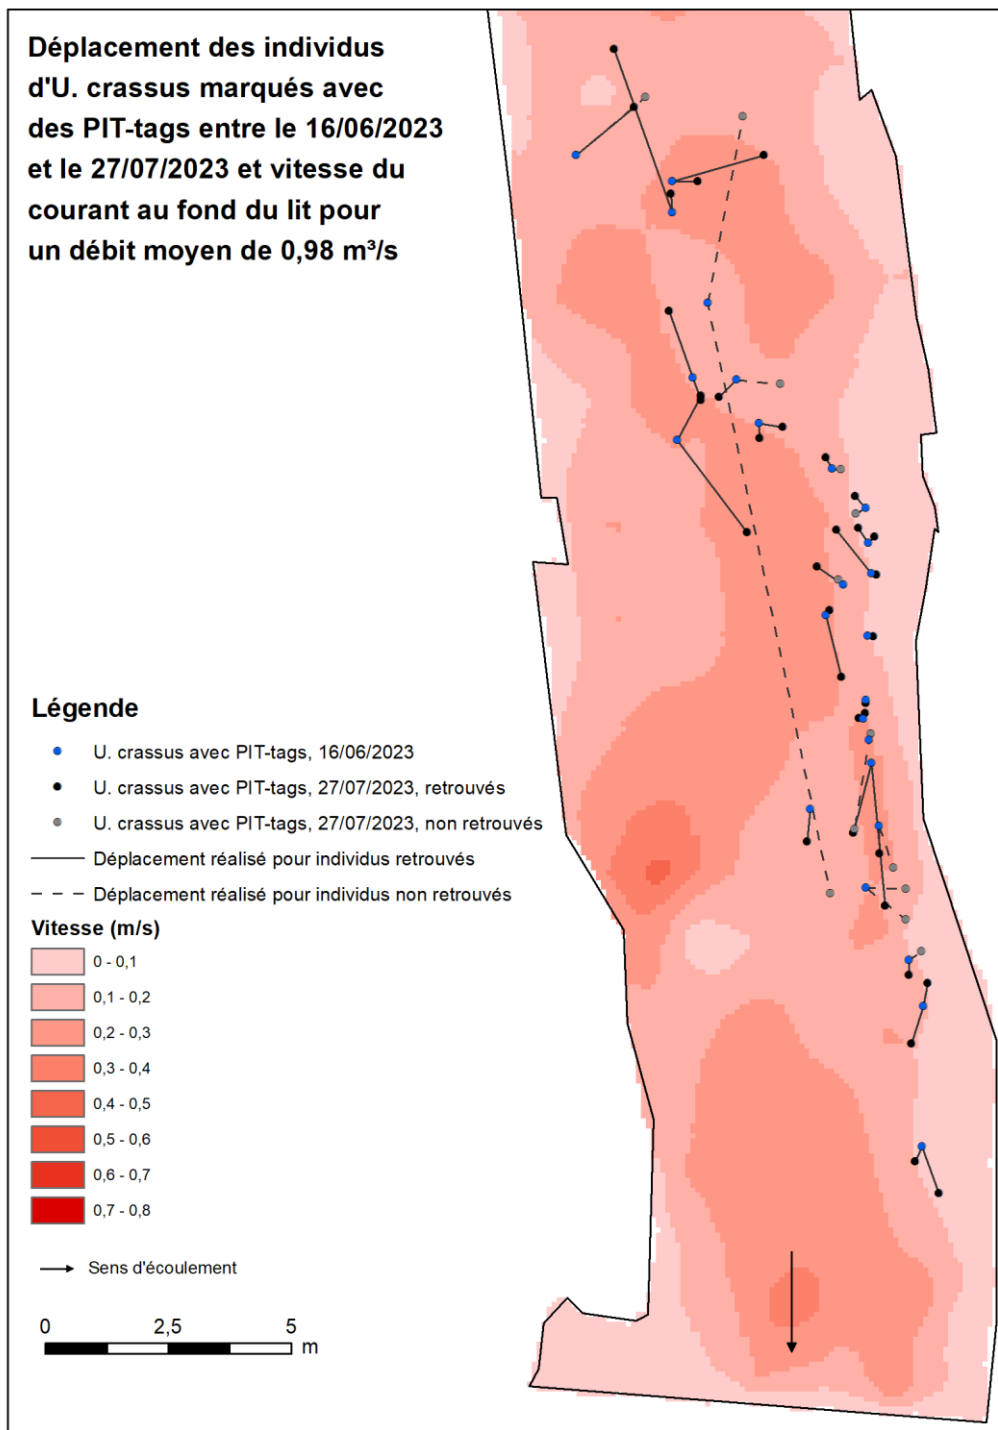 Déplacement des individus
d'U. crassus marqués avec
des PIT-tags entre le 16/06/2023
et le 27/07/2023 et vitesse du
courant au fond du lit pour
un débit moyen de 0,98 m³/s
Légende
U. crassus avec PIT-tags, 16/06/2023
U. crassus avec PIT-tags, 27/07/2023, retrouvés
U. crassus avec PIT-tags, 27/07/2023, non retrouvés
Déplacement réalisé pour individus retrouvés
Déplacement réalisé pour individus non retrouvés
Vitesse (m/s)
0 - 0,1
0,1 - 0,2
0,2 - 0,3
0,3 - 0,4
0,4 - 0,5
0,5 - 0,6
0,6 - 0,7
0,7 - 0,8
Sens d'écoulement
0 2,5 5
m